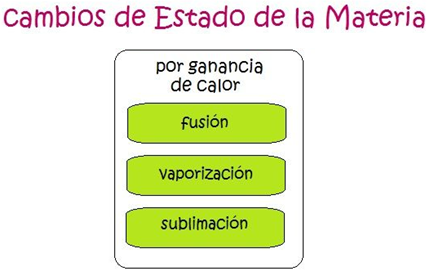 cambios de Estado de la Materia
por ganancia
de calor
fusión
vaporización
sublimación